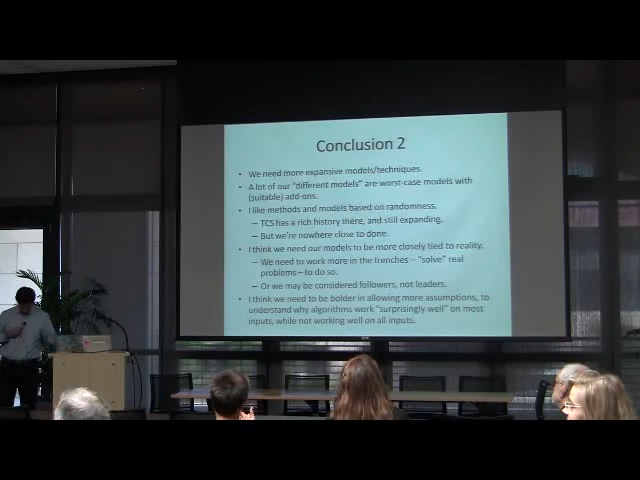 Conclusion 2
• We need more expansive models/techniques.
• A lot of our "different models" are worst-case models with
(suitable) add-ons.
• I like methods and models based on randomness.
– TCS has a rich history there, and still expanding.
– But we're nowhere close to done.
• I think we need our models to be more closely tied to reality.
– We need to work more in the trenches – "solve" real
problems – to do so.
– Or we may be considered followers, not leaders.
• I think we need to be bolder in allowing more assumptions, to
understand why algorithms work "surprisingly well" on most
inputs, while not working well on all inputs.